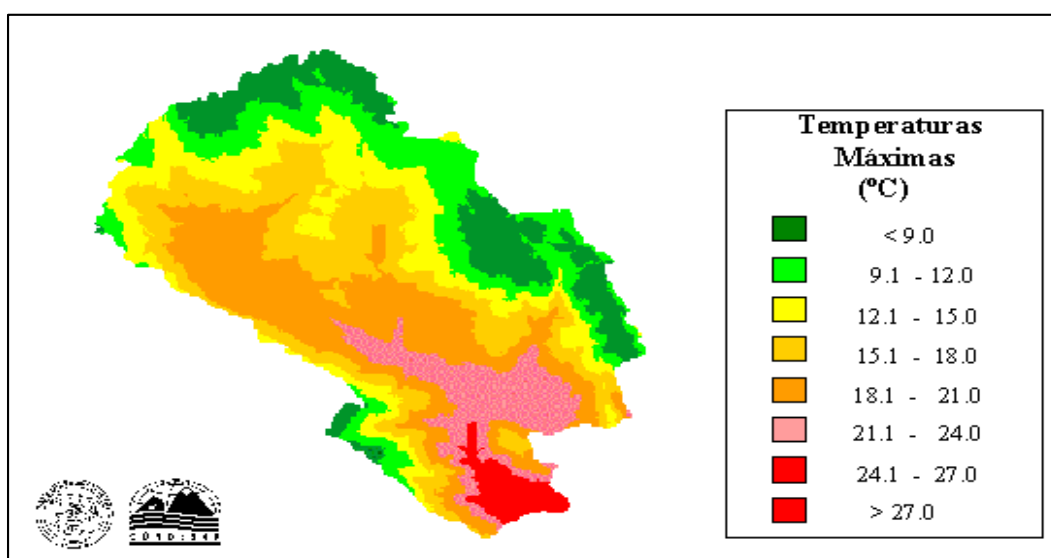 Temperaturas
Máximas
(ºC)
< 9.0
9.1 - 12.0
12.1 - 15.0
15.1 - 18.0
18.1 - 21.0
21.1 - 24.0
24.1 - 27.0
> 27.0